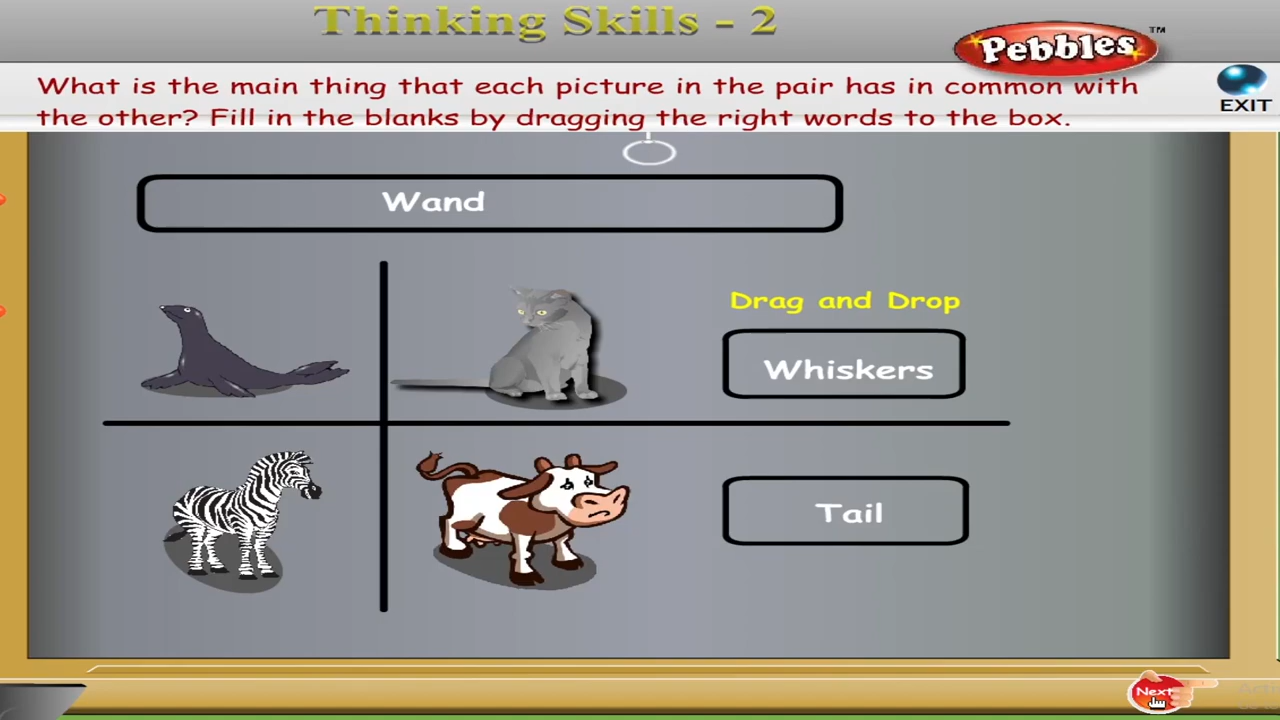 Thinking Skills - 2
Pebbles™
What is the main thing that each picture in the pair has in common with
the other? Fill in the blanks by dragging the right words to the box.
EXIT
Wand
Drag and Drop
Whiskers
Tail
Next